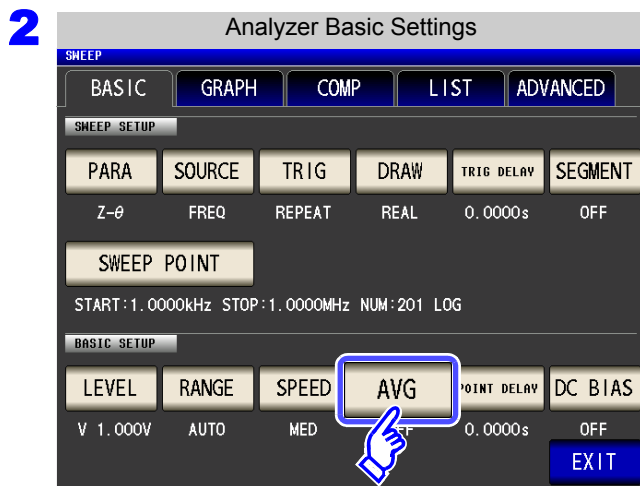 2
Analyzer Basic Settings
SWEEP
BASIC GRAPH COMP LIST ADVANCED
SWEEP SETUP
PARA SOURCE TRIG DRAW TRIG DELAY SEGMENT
Z-θ FREQ REPEAT REAL 0.0000s OFF
SWEEP POINT
START:1.0000kHz STOP:1.0000MHz NUM:201 LOG
BASIC SETUP
LEVEL RANGE SPEED AVG POINT DELAY DC BIAS
V 1.000V AUTO MED 0.0000s OFF
EXIT